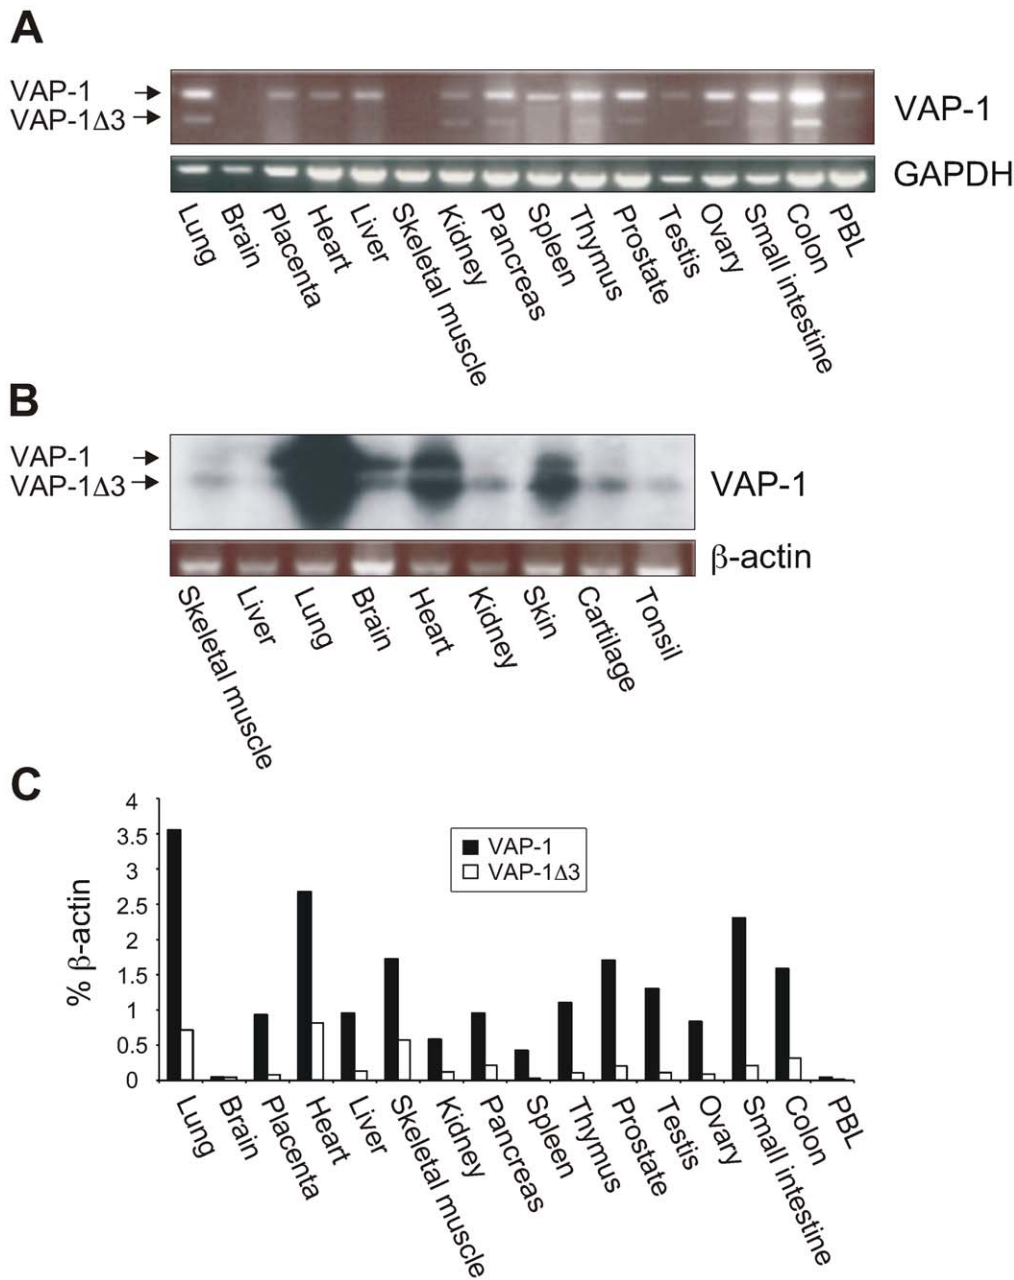 A
VAP-1
VAP-1Δ3
VAP-1
GAPDH
Lung
Brain
Placenta
Heart
Liver
Skeletal muscle
Kidney
Pancreas
Spleen
Thymus
Prostate
Testis
Ovary
Small intestine
Colon
PBL
B
VAP-1
VAP-1Δ3
VAP-1
β-actin
Skeletal muscle
Liver
Lung
Brain
Heart
Kidney
Skin
Cartilage
Tonsil
C
% β-actin
4
3.5
3
2.5
2
1.5
1
0.5
0
VAP-1
VAP-1Δ3
Lung
Brain
Placenta
Heart
Liver
Skeletal muscle
Kidney
Pancreas
Spleen
Thymus
Prostate
Testis
Ovary
Small intestine
Colon
PBL